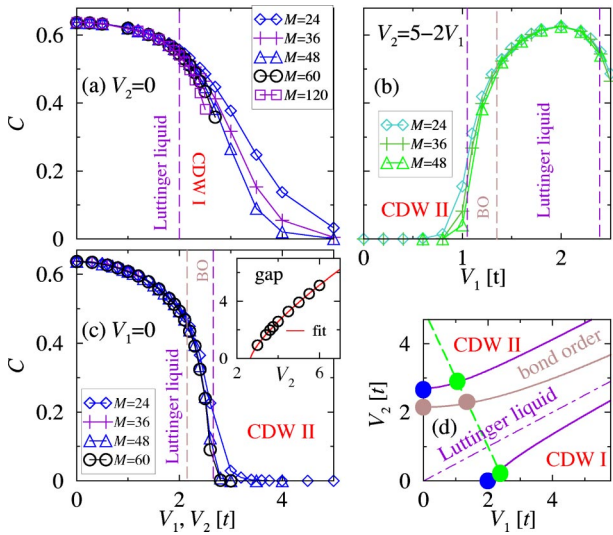 (a) V₂=0
M=24
M=36
M=48
M=60
M=120
Luttinger liquid
CDW I
C
0.6
0.4
0.2
0
V₂=5−2V₁
(b)
M=24
M=36
M=48
CDW II
BO
Luttinger liquid
0 1 2
V₁ [t]
(c) V₁=0
BO
gap
fit
4
2
0
2 4 6
V₂
M=24
M=36
M=48
M=60
Luttinger liquid
CDW II
C
0.6
0.4
0.2
0
0 2 4
V₁, V₂ [t]
CDW II
bond order
(d)
Luttinger liquid
CDW I
V₂ [t]
4
2
0
0 1 2 3
V₁ [t]